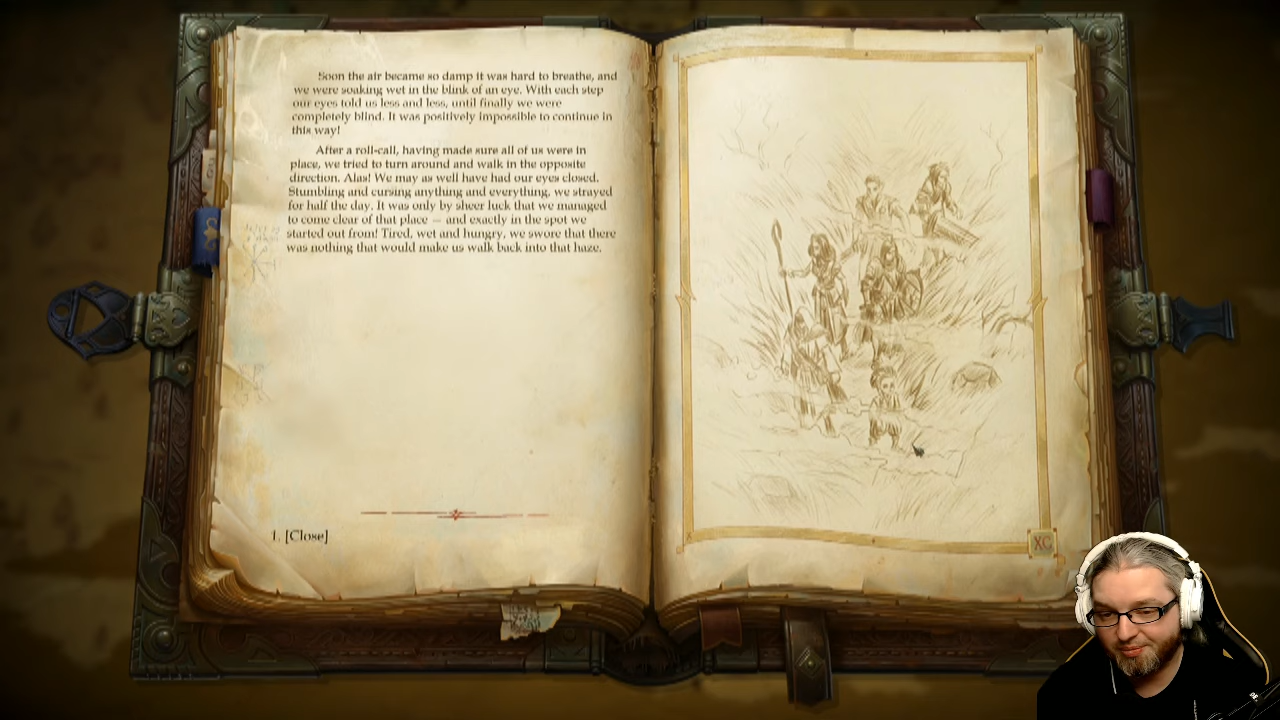 Soon the air became so damp it was hard to breathe, and
we were soaking wet in the blink of an eye. With each step
our eyes told us less and less, until finally we were
completely blind. It was positively impossible to continue in
this way!
After a roll-call, having made sure all of us were in
place, we tried to turn around and walk in the opposite
direction. Alas! We may as well have had our eyes closed.
Stumbling and cursing anything and everything, we strayed
for half the day. It was only by sheer luck that we managed
to come clear of that place — and exactly in the spot we
started out from! Tired, wet and hungry, we swore that there
was nothing that would make us walk back into that haze.
1. [Close]
XC